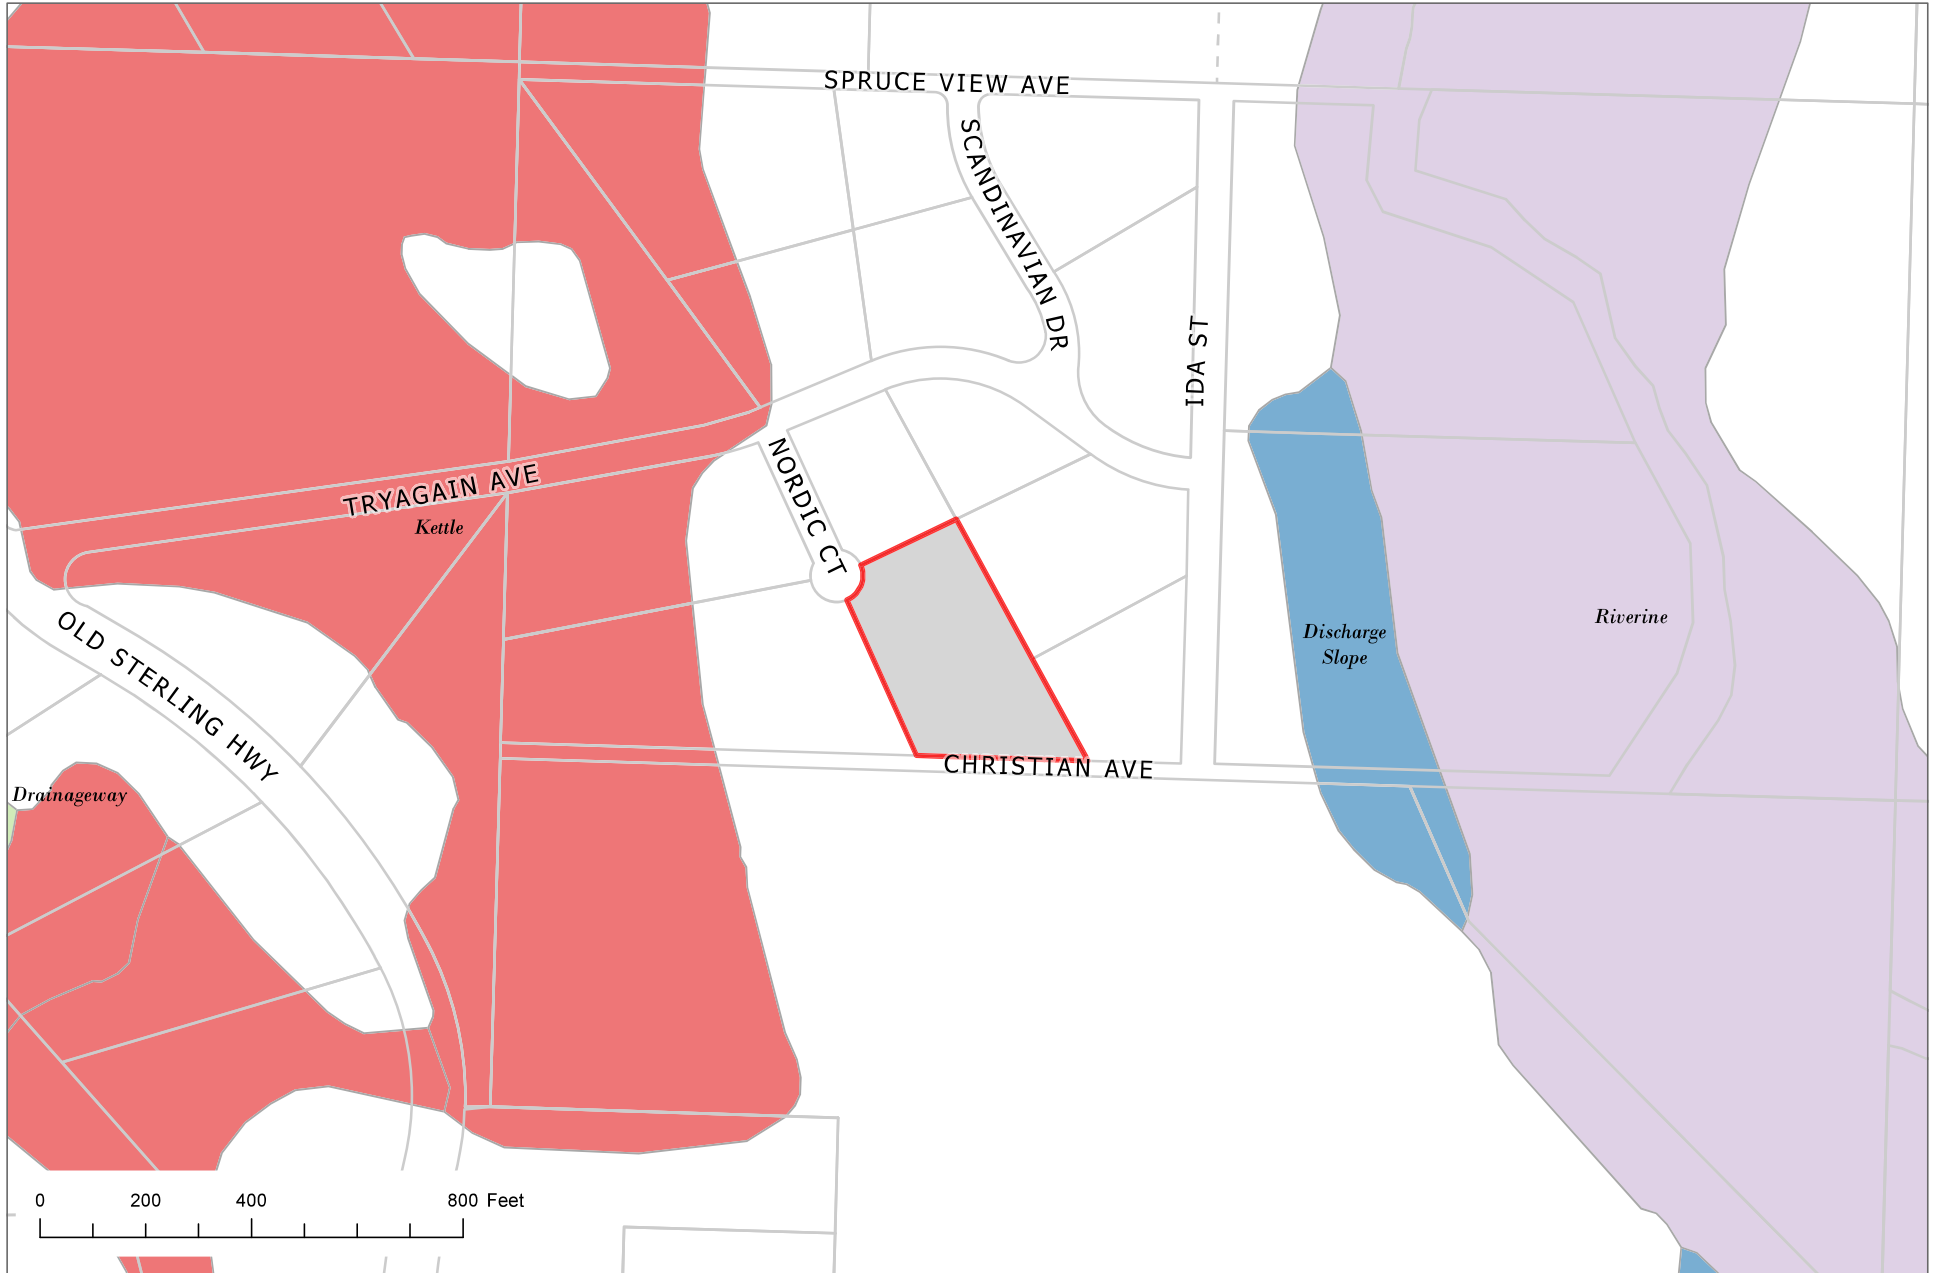 SPRUCE VIEW AVE
SCANDINAVIAN DR
IDA ST
NORDIC CT
TRYAGAIN AVE
Kettle
OLD STERLING HWY
Discharge
Slope
Riverine
CHRISTIAN AVE
Drainageway
0 200 400 800 Feet